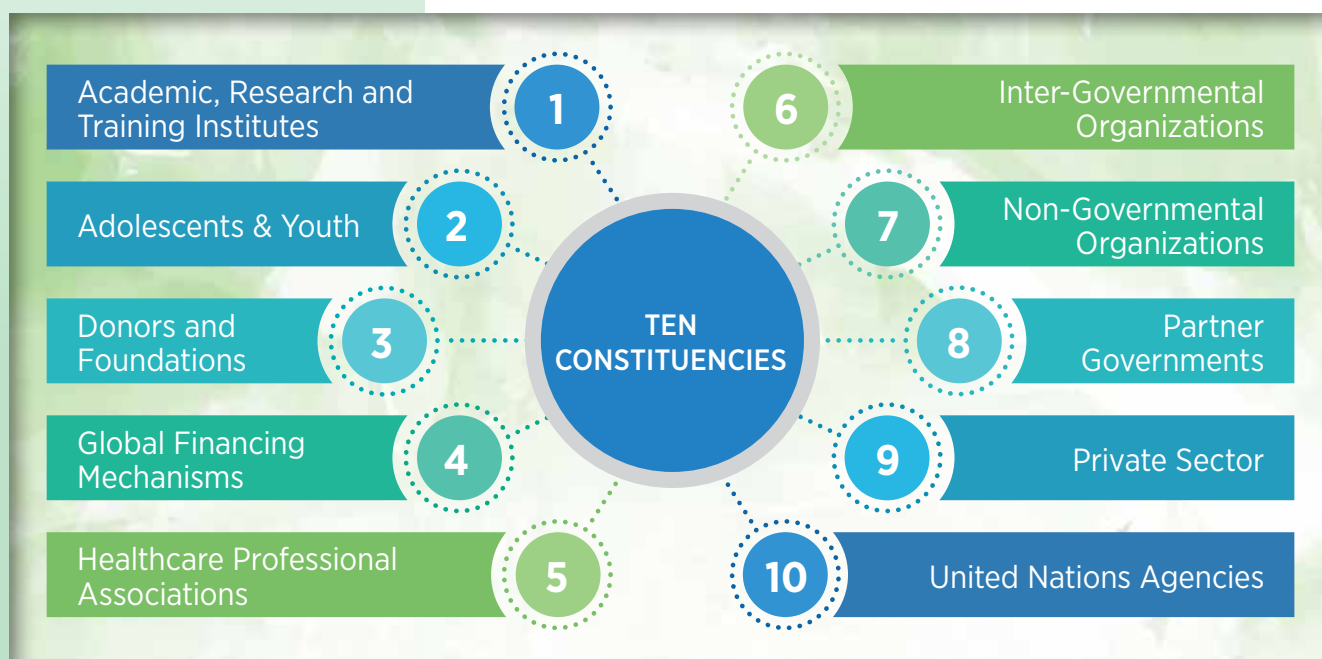 Academic, Research and
Training Institutes
1
Adolescents & Youth
2
Donors and
Foundations
3
Global Financing
Mechanisms
4
Healthcare Professional
Associations
5
TEN
CONSTITUENCIES
6
Inter-Governmental
Organizations
7
Non-Governmental
Organizations
8
Partner
Governments
9
Private Sector
10
United Nations Agencies